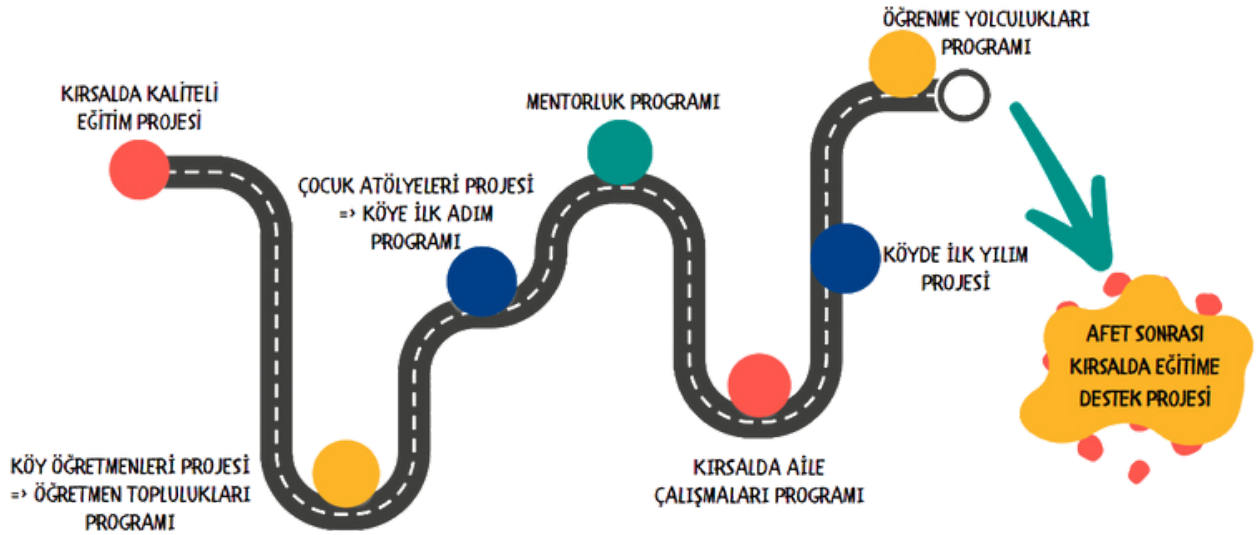 KIRSALDA KALİTELİ
EĞİTİM PROJESİ
KÖY ÖĞRETMENLERİ PROJESİ
=> ÖĞRETMEN TOPLULUKLARI
PROGRAMI
ÇOCUK ATÖLYELERİ PROJESİ
=> KÖYE İLK ADIM
PROGRAMI
MENTORLUK PROGRAMI
KIRSALDA AİLE
ÇALIŞMALARI PROGRAMI
KÖYDE İLK YILIM
PROJESİ
ÖĞRENME YOLCULUKLARI
PROGRAMI
AFET SONRASI
KIRSALDA EĞİTİME
DESTEK PROJESİ